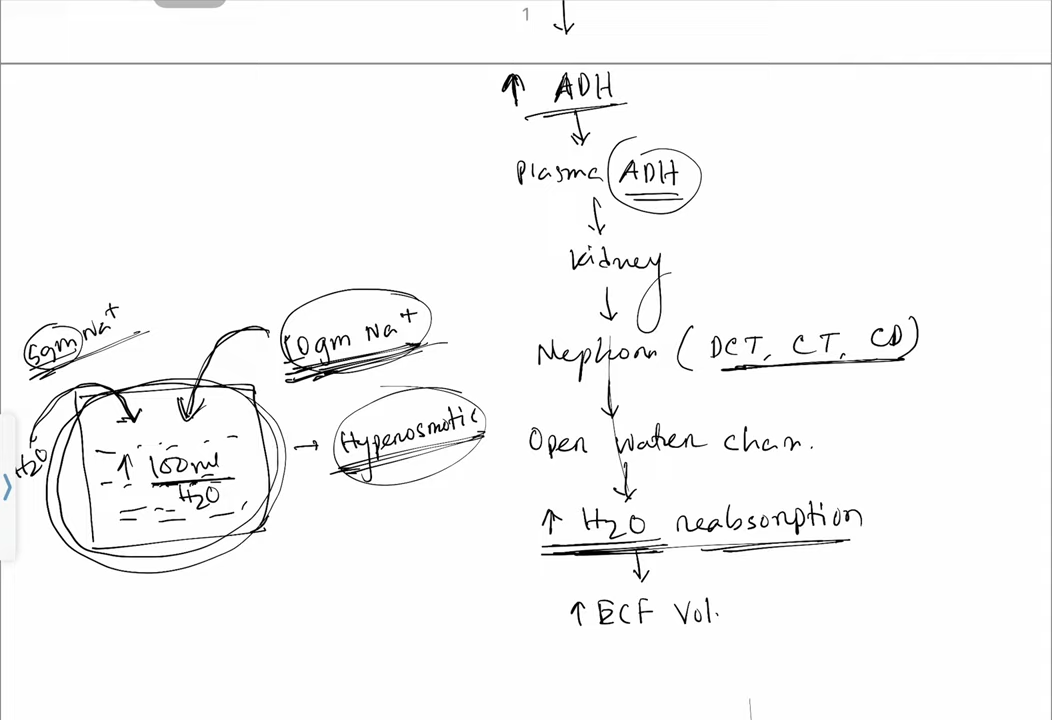 1
↑ ADH
Plasma ADH
Kidney
Nephorn ( DCT, CT, CD )
Open water chan.
↑ H2O reabsorption
↑ ECF Vol.
5gm Na+
10gm Na+
H2O
↑ 100ml
H2O
→ Hyperosmotic